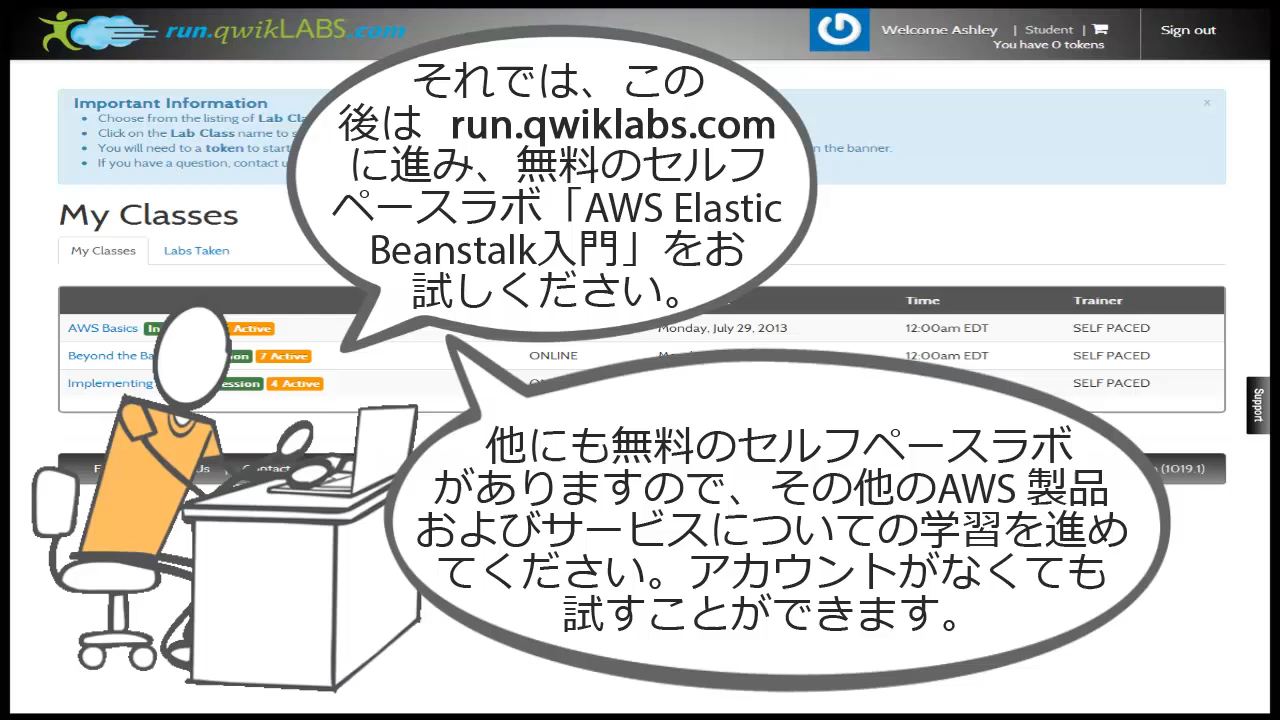 run.qwikLABS.com
Welcome Ashley | Student |
You have 0 tokens
Sign out
Important Information
Choose from the listing of Lab
Click on the Lab Class name to
You will need to a token to start
n the banner.
If you have a question, contact
×
それでは、この
後は run.qwiklabs.com
に進み、無料のセルフ
ペースラボ「AWS Elastic
Beanstalk入門」をお
試しください。
My Classes
My Classes
Labs Taken
Time
Trainer
AWS Basics
Active
Monday, July 29, 2013
12:00am EDT
SELF PACED
Beyond the
7 Active
ONLINE
12:00am EDT
SELF PACED
Implementing
4 Active
SELF PACED
Support
Contact
(1019.1)
他にも無料のセルフペースラボ
がありますので、その他のAWS 製品
およびサービスについての学習を進め
てください。アカウントがなくても
試すことができます。